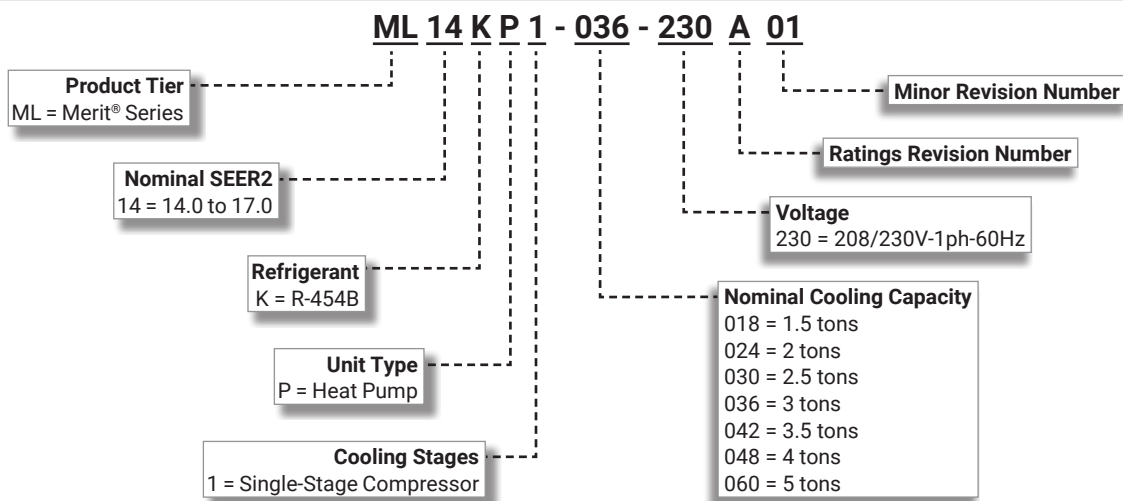 ML 14 K P 1 - 036 - 230 A 01
Product Tier
ML = Merit® Series
Nominal SEER2
14 = 14.0 to 17.0
Refrigerant
K = R-454B
Unit Type
P = Heat Pump
Cooling Stages
1 = Single-Stage Compressor
Minor Revision Number
Ratings Revision Number
Voltage
230 = 208/230V-1ph-60Hz
Nominal Cooling Capacity
018 = 1.5 tons
024 = 2 tons
030 = 2.5 tons
036 = 3 tons
042 = 3.5 tons
048 = 4 tons
060 = 5 tons